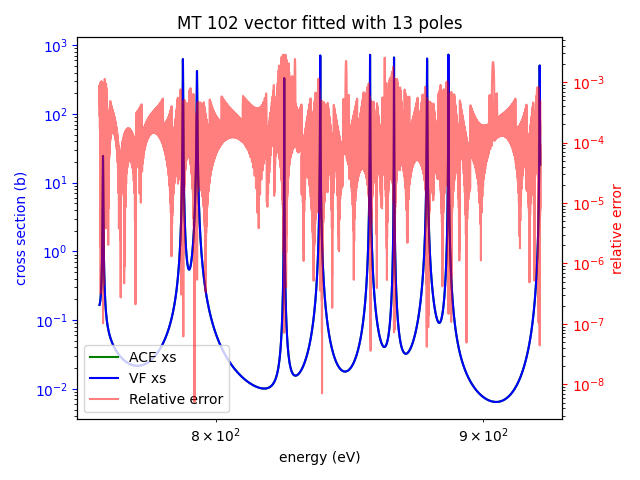 MT 102 vector fitted with 13 poles
10^3
10^2
10^1
10^0
10^-1
10^-2
cross section (b)
10^-3
10^-4
10^-5
10^-6
10^-7
10^-8
relative error
ACE xs
VF xs
Relative error
8 × 10^2
9 × 10^2
energy (eV)